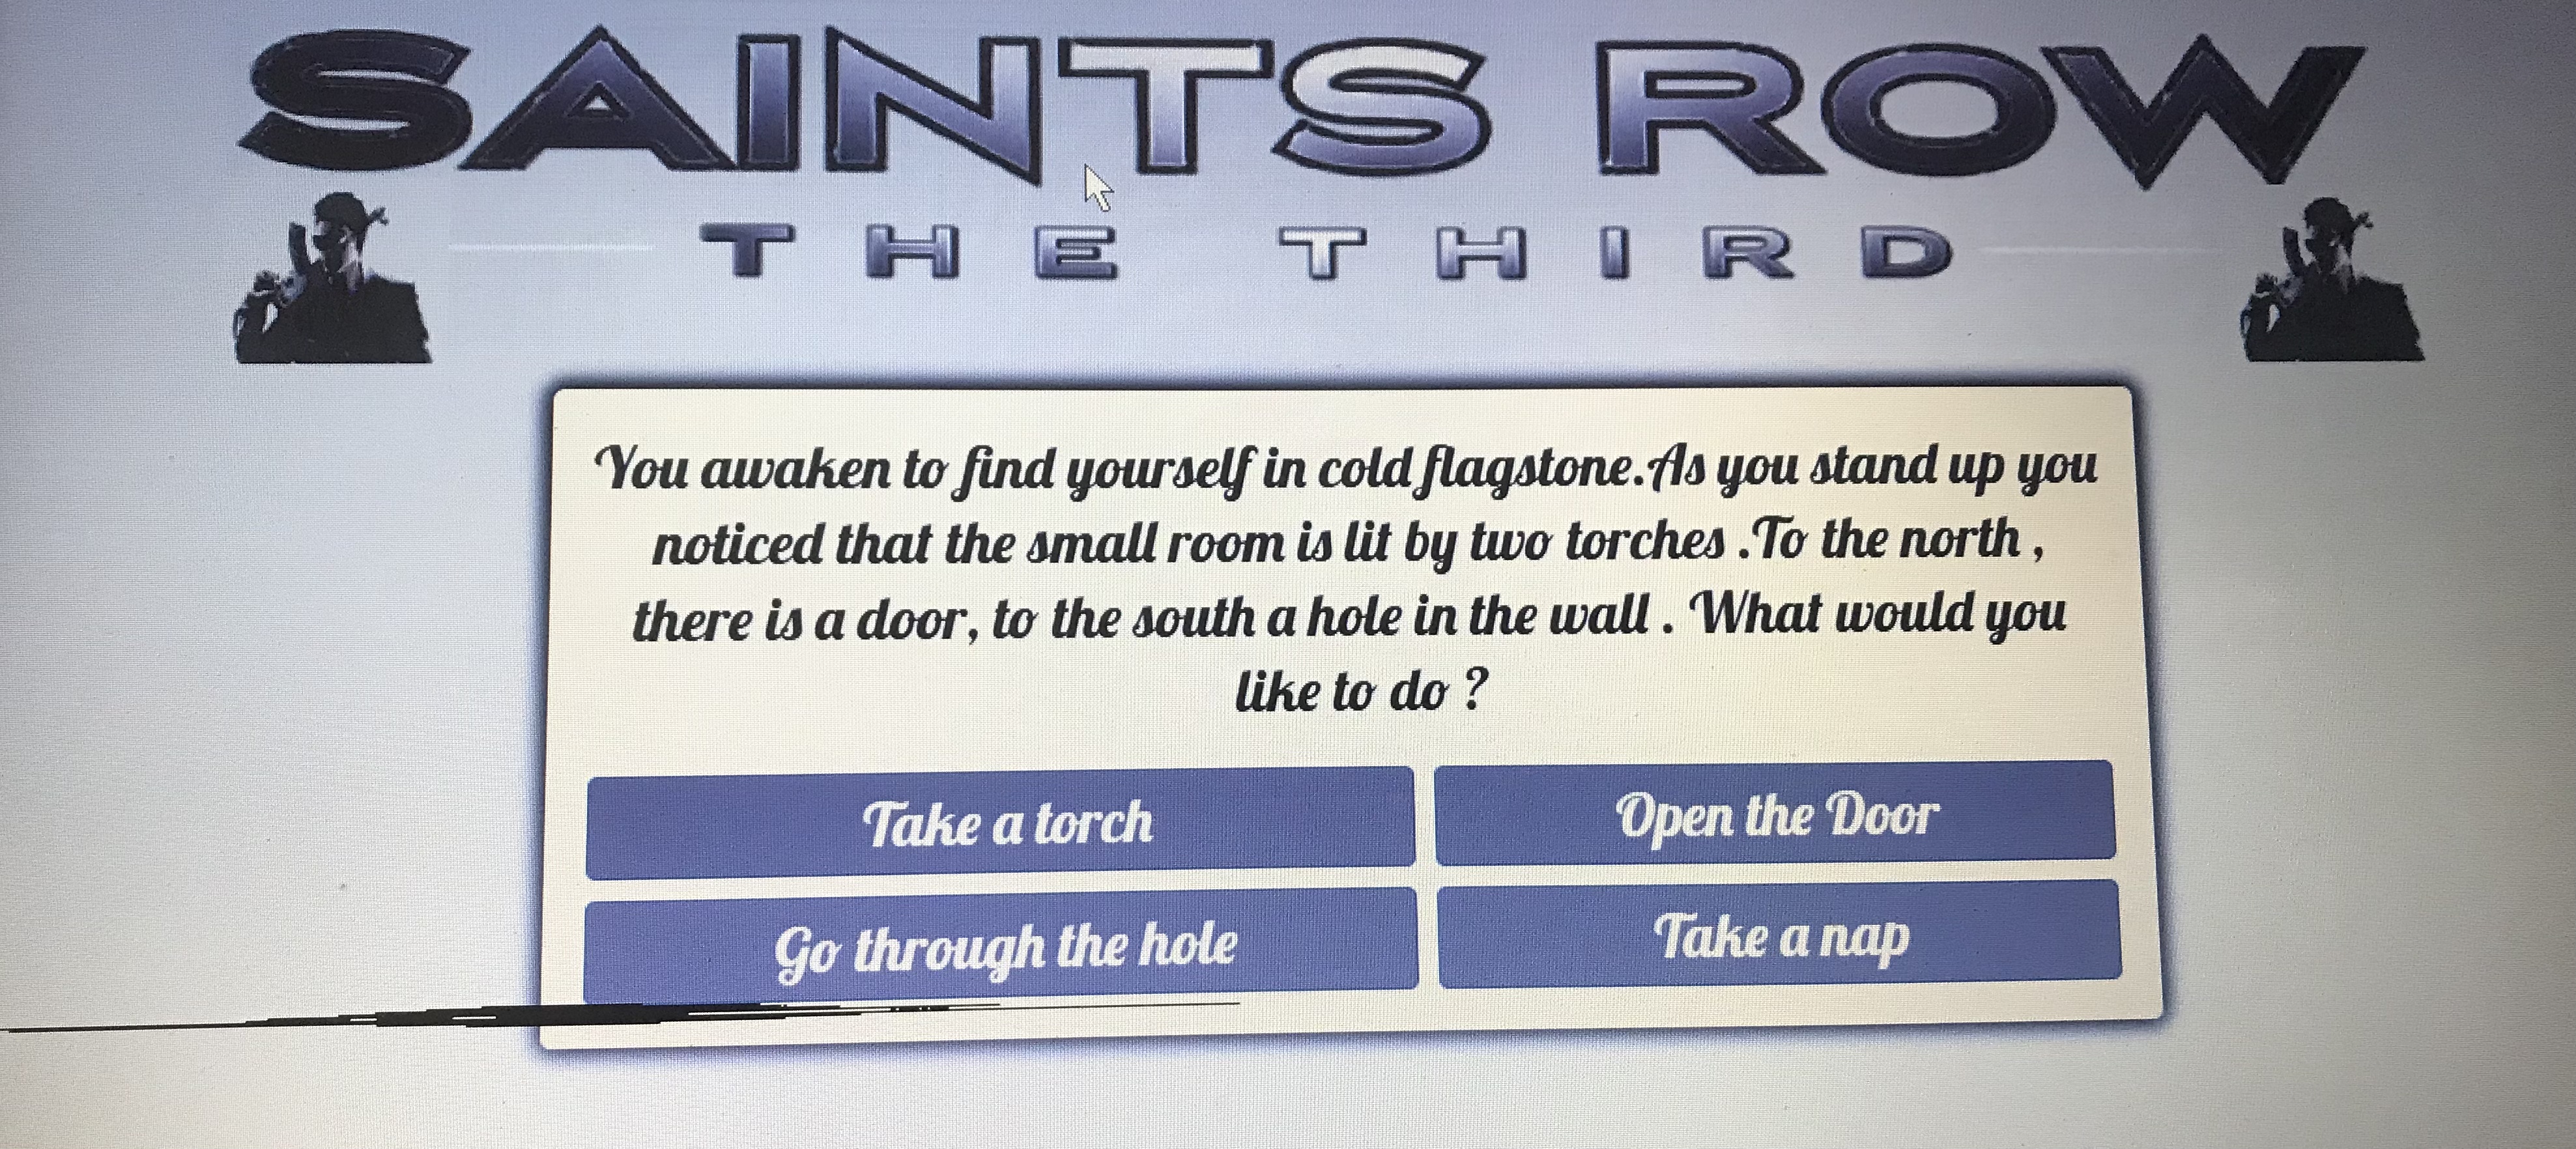 SAINTS ROW
THE THIRD
You awaken to find yourself in cold flagstone.As you stand up you
noticed that the small room is lit by two torches .To the north ,
there is a door, to the south a hole in the wall . What would you
like to do ?
Take a torch
Open the Door
Go through the hole
Take a nap